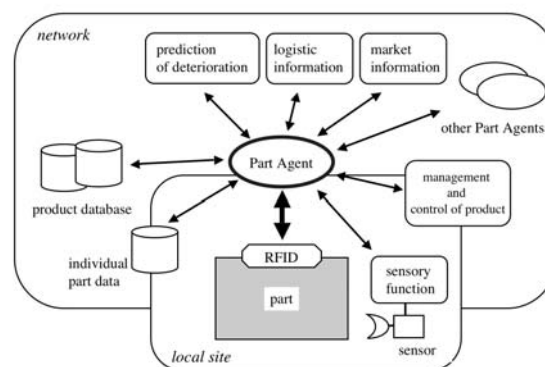 network
prediction
of deterioration
logistic
information
market
information
other Part Agents
Part Agent
product database
management
and
control of product
individual
part data
RFID
part
sensory
function
sensor
local site